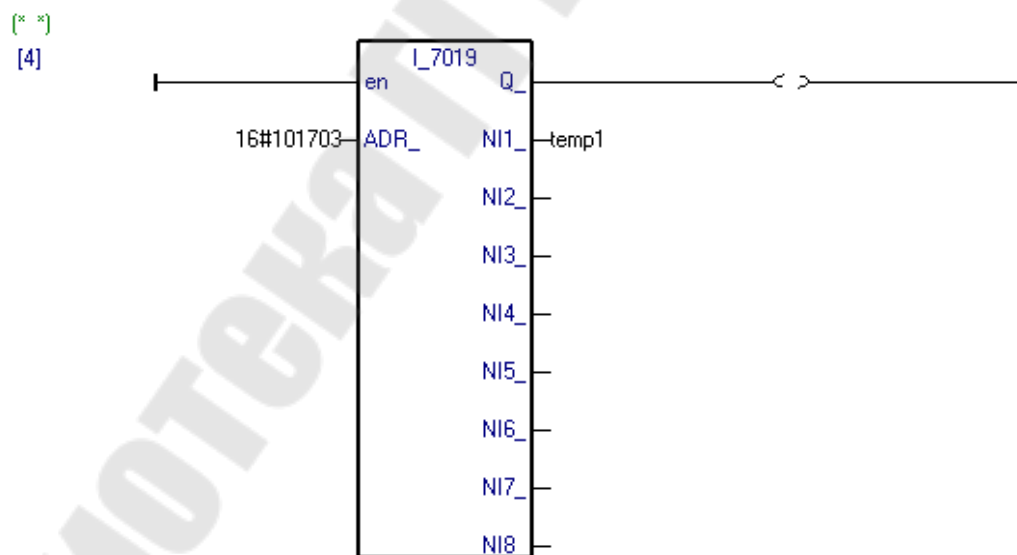 (* *)
[4]
I_7019
en Q_
16#101703 ADR_ NI1_ temp1
NI2_
NI3_
NI4_
NI5_
NI6_
NI7_
NI8